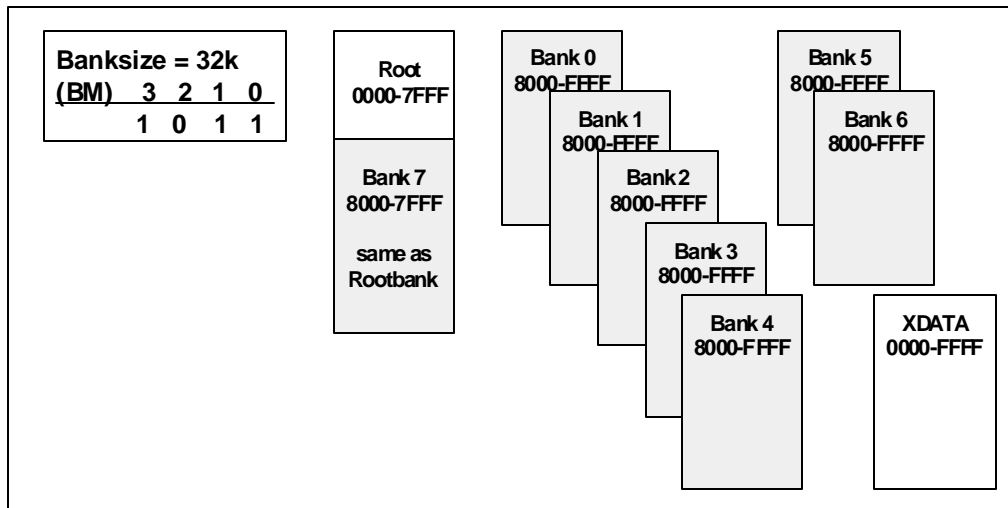 Banksize = 32k
(BM) 3 2 1 0
1 0 1 1
Root
0000-7FFF
Bank 7
8000-7FFF
same as
Rootbank
Bank 0
8000-FFFF
Bank 1
8000-FFFF
Bank 2
8000-FFFF
Bank 3
8000-FFFF
Bank 4
8000-FFFF
Bank 5
8000-FFFF
Bank 6
8000-FFFF
XDATA
0000-FFFF